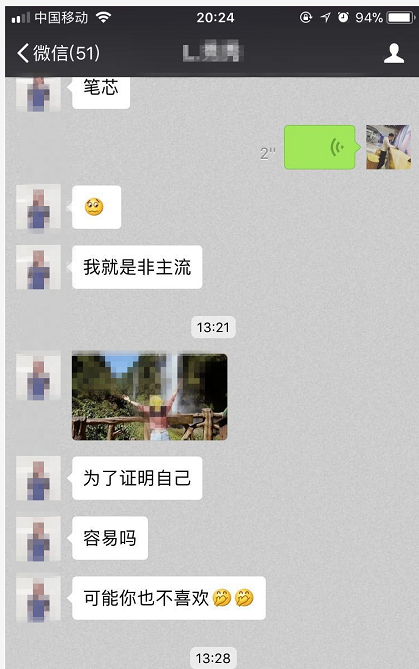 中国移动 20:24 94%
微信(51)
笔芯
2"
我就是非主流
13:21
为了证明自己
容易吗
可能你也不喜欢🤣🤣
13:28